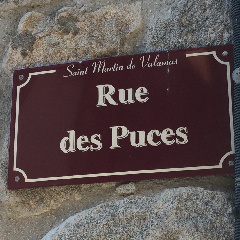 Saint Martin de Valamas
Rue
des Puces